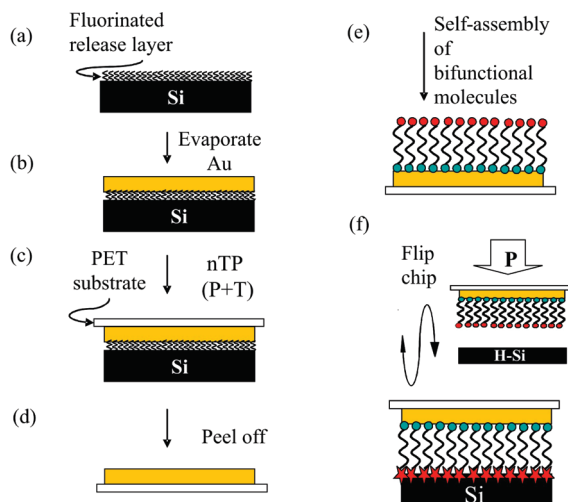 (a)
Fluorinated
release layer
Si
Evaporate
Au
(b)
Si
(c)
PET
substrate
nTP
(P+T)
Si
(d)
Peel off
(e)
Self-assembly
of
bifunctional
molecules
(f)
Flip
chip
P
H-Si
Si